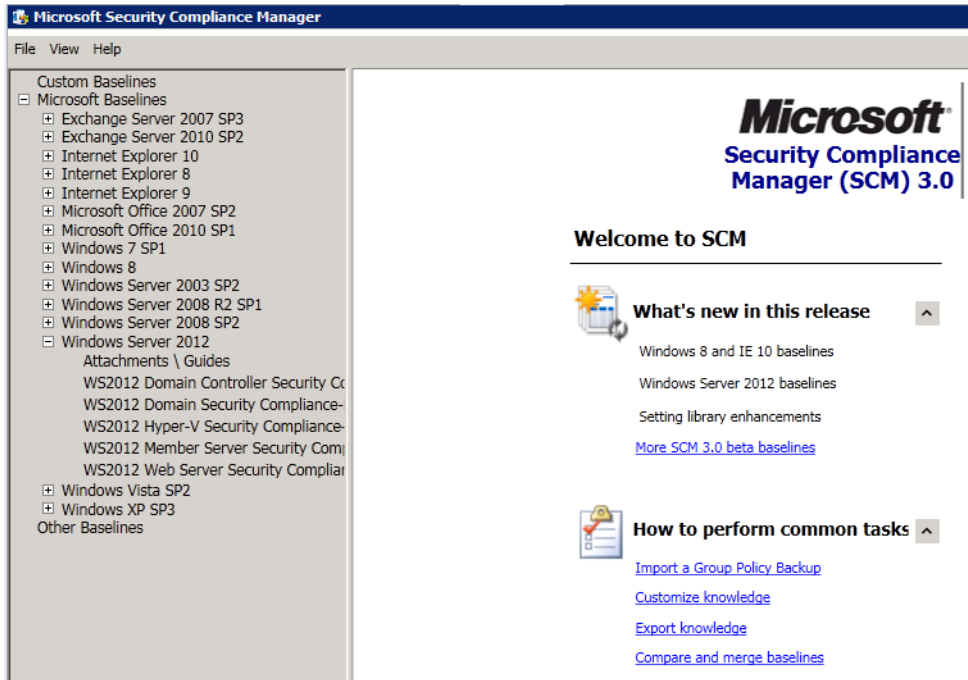 Microsoft Security Compliance Manager
File View Help
Custom Baselines
Microsoft Baselines
Exchange Server 2007 SP3
Exchange Server 2010 SP2
Internet Explorer 10
Internet Explorer 8
Internet Explorer 9
Microsoft Office 2007 SP2
Microsoft Office 2010 SP1
Windows 7 SP1
Windows 8
Windows Server 2003 SP2
Windows Server 2008 R2 SP1
Windows Server 2008 SP2
Windows Server 2012
Attachments \ Guides
WS2012 Domain Controller Security Co
WS2012 Domain Security Compliance-
WS2012 Hyper-V Security Compliance-
WS2012 Member Server Security Com
WS2012 Web Server Security Complia
Windows Vista SP2
Windows XP SP3
Other Baselines
Microsoft
Security Compliance
Manager (SCM) 3.0
Welcome to SCM
What's new in this release
Windows 8 and IE 10 baselines
Windows Server 2012 baselines
Setting library enhancements
More SCM 3.0 beta baselines
How to perform common tasks
Import a Group Policy Backup
Customize knowledge
Export knowledge
Compare and merge baselines